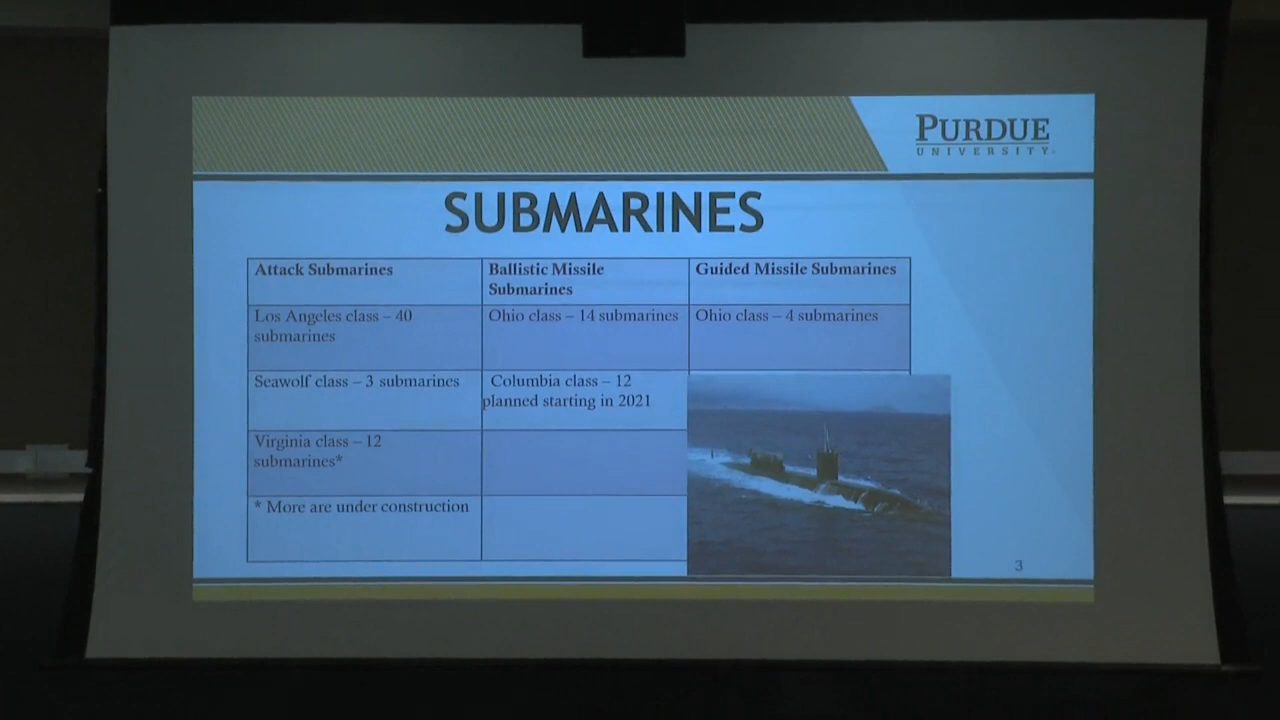 PURDUE
UNIVERSITY
SUBMARINES
Attack Submarines
Ballistic Missile
Submarines
Guided Missile Submarines
Los Angeles class – 40
submarines
Ohio class – 14 submarines
Ohio class – 4 submarines
Seawolf class – 3 submarines
Columbia class – 12
planned starting in 2021
Virginia class – 12
submarines*
* More are under construction
3